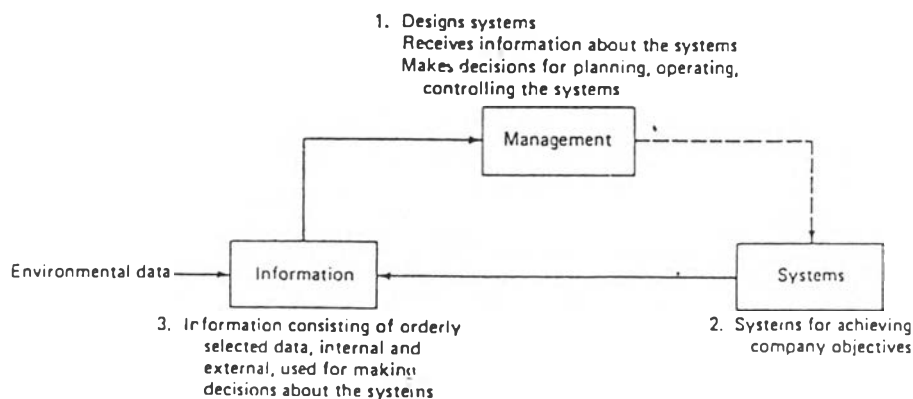 1. Designs systems
Receives information about the systems
Makes decisions for planning, operating,
controlling the systems
Management
Environmental data
Information
Systems
3. Information consisting of orderly
selected data, internal and
external, used for making
decisions about the systems
2. Systems for achieving
company objectives